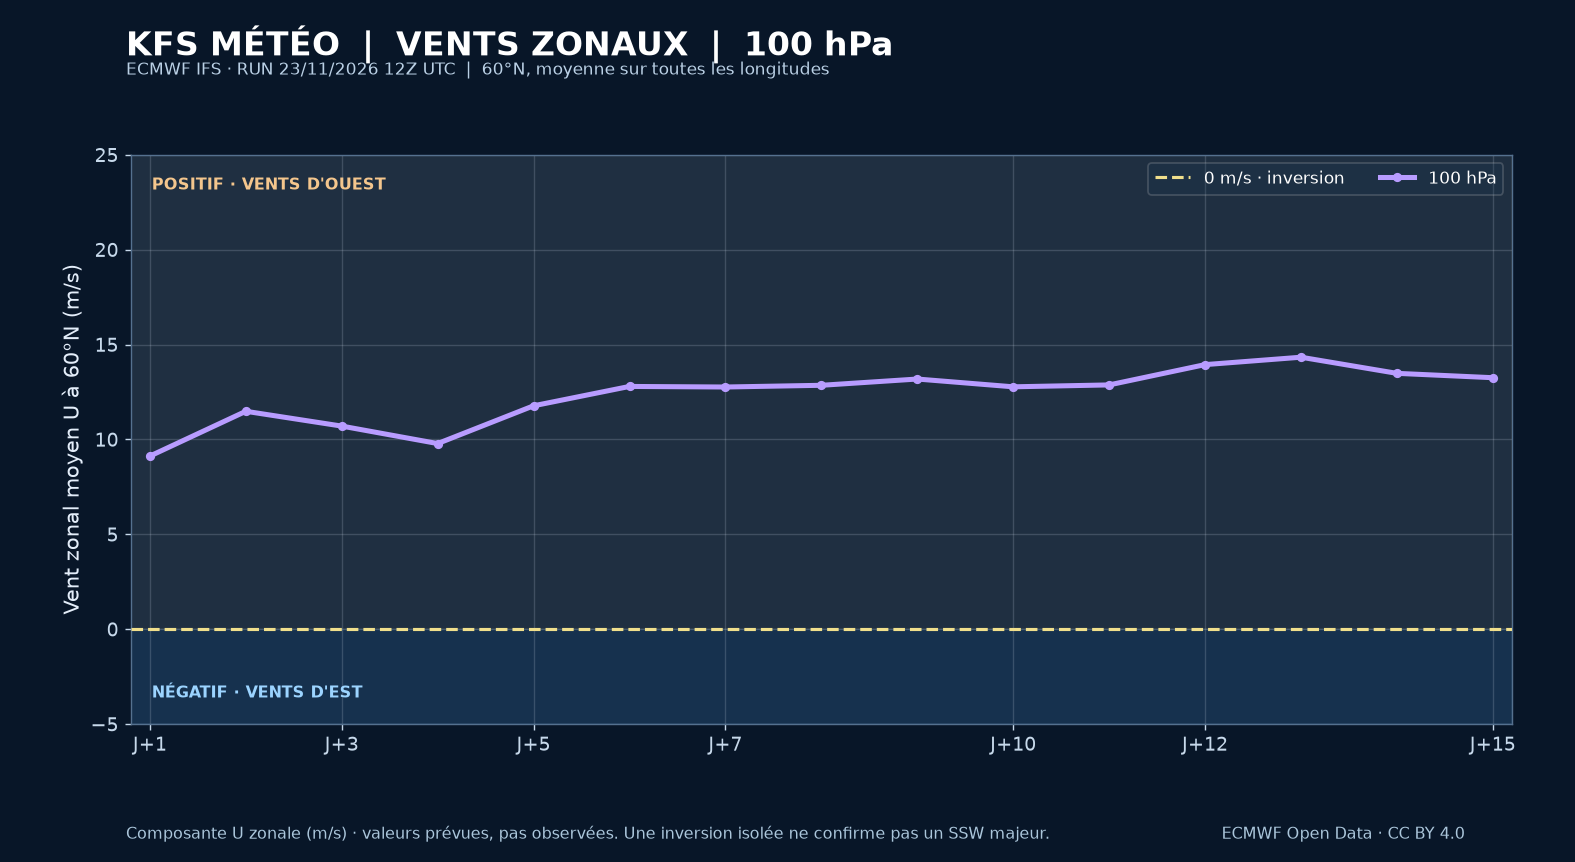 KFS MÉTÉO | VENTS ZONAUX | 100 hPa
ECMWF IFS · RUN 23/11/2026 12Z UTC | 60°N, moyenne sur toutes les longitudes
POSITIF · VENTS D'OUEST
0 m/s · inversion
100 hPa
Vent zonal moyen U à 60°N (m/s)
25
20
15
10
5
0
−5
NÉGATIF · VENTS D'EST
J+1
J+3
J+5
J+7
J+10
J+12
J+15
Composante U zonale (m/s) · valeurs prévues, pas observées. Une inversion isolée ne confirme pas un SSW majeur.
ECMWF Open Data · CC BY 4.0